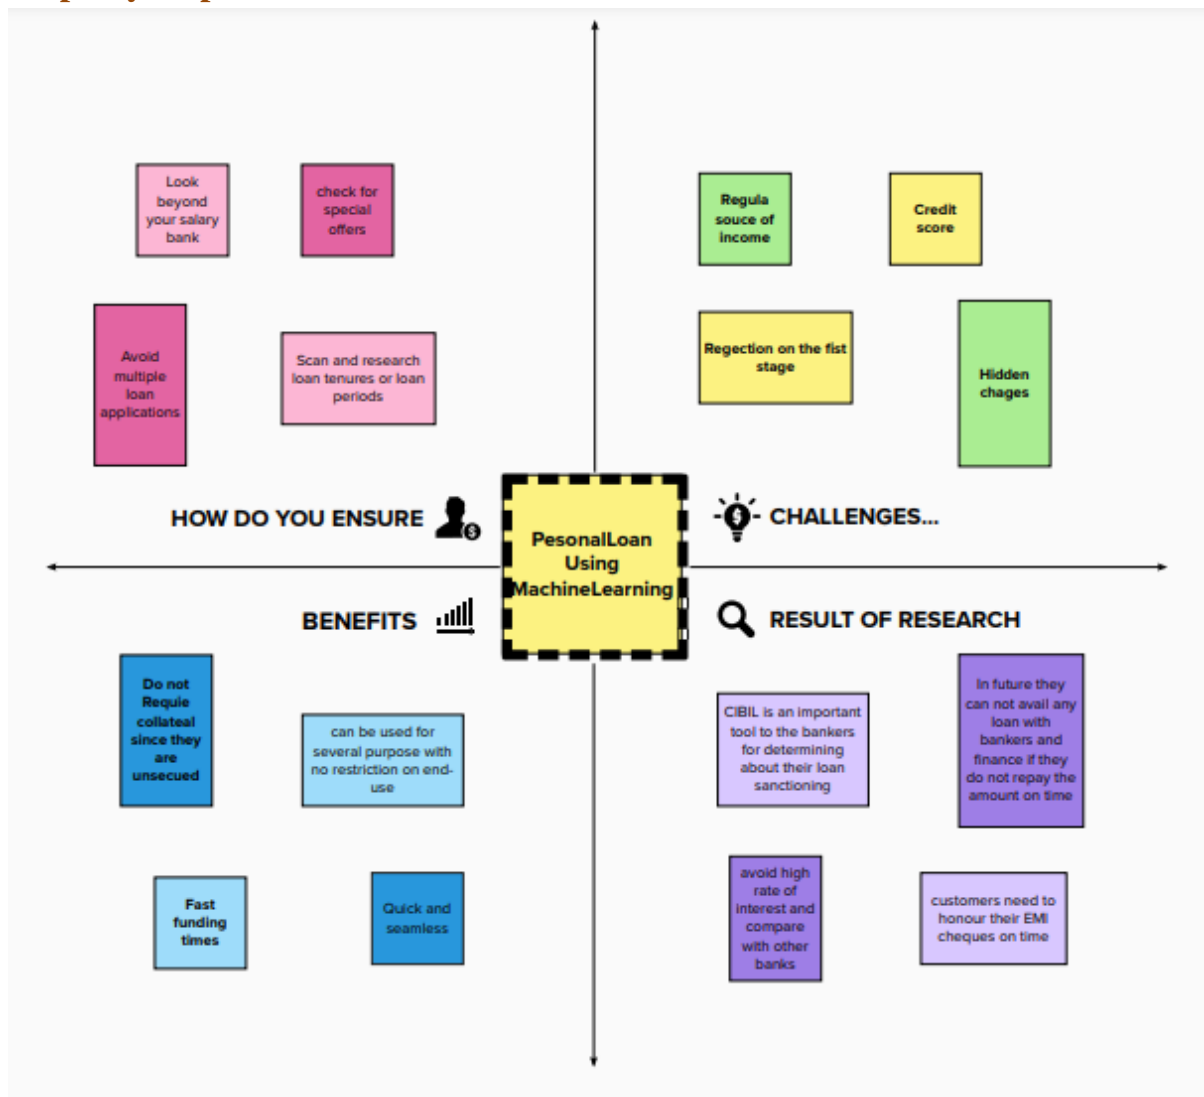 Look
beyond
your salary
bank
check for
special
offers
Avoid
multiple
loan
applications
Scan and research
loan tenures or loan
periods
HOW DO YOU ENSURE
Regula
souce of
income
Credit
score
Regection on the fist
stage
Hidden
chages
CHALLENGES...
PesonalLoan
Using
MachineLearning
BENEFITS
Do not
Requie
collateal
since they
are
unsecued
can be used for
several purpose with
no restriction on end-
use
Fast
funding
times
Quick and
seamless
RESULT OF RESEARCH
CIBIL is an important
tool to the bankers
for determining
about their loan
sanctioning
In future they
can not avail any
loan with
bankers and
finance if they
do not repay the
amount on time
avoid high
rate of
interest and
compare
with other
banks
customers need to
honour their EMI
cheques on time